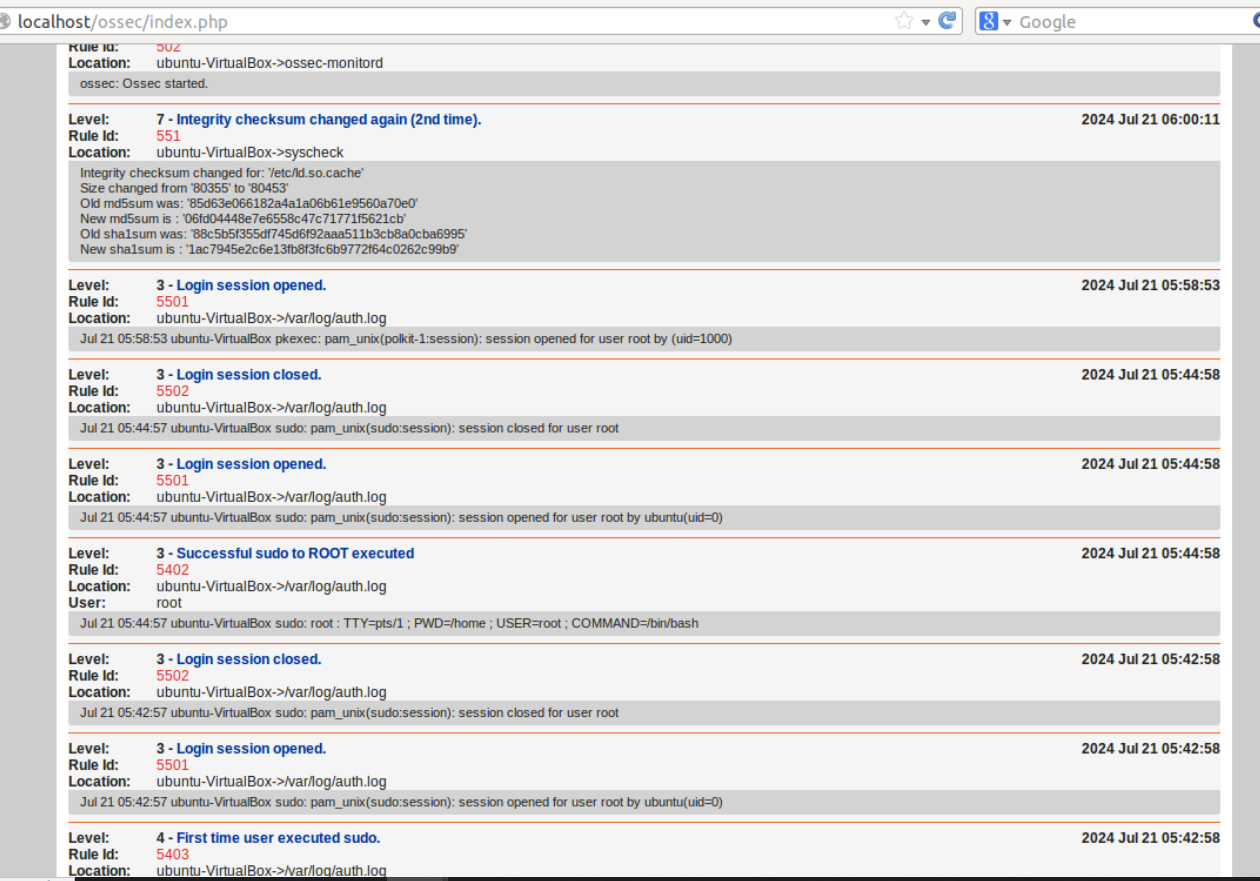 localhost/ossec/index.php
Google
Rule Id: 502
Location: ubuntu-VirtualBox->ossec-monitord
ossec: Ossec started.
Level: 7 - Integrity checksum changed again (2nd time). 2024 Jul 21 06:00:11
Rule Id: 551
Location: ubuntu-VirtualBox->syscheck
Integrity checksum changed for: '/etc/ld.so.cache'
Size changed from '80355' to '80453'
Old md5sum was: '85d63e066182a4a1a06b61e9560a70e0'
New md5sum is : '06fd04448e7e6558c47c71771f5621cb'
Old sha1sum was: '88c5b5f355df745d6f92aaa511b3cb8a0cba6995'
New sha1sum is : '1ac7945e2c6e13fb8f3fc6b9772f64c0262c99b9'
Level: 3 - Login session opened. 2024 Jul 21 05:58:53
Rule Id: 5501
Location: ubuntu-VirtualBox->/var/log/auth.log
Jul 21 05:58:53 ubuntu-VirtualBox pkexec: pam_unix(polkit-1:session): session opened for user root by (uid=1000)
Level: 3 - Login session closed. 2024 Jul 21 05:44:58
Rule Id: 5502
Location: ubuntu-VirtualBox->/var/log/auth.log
Jul 21 05:44:57 ubuntu-VirtualBox sudo: pam_unix(sudo:session): session closed for user root
Level: 3 - Login session opened. 2024 Jul 21 05:44:58
Rule Id: 5501
Location: ubuntu-VirtualBox->/var/log/auth.log
Jul 21 05:44:57 ubuntu-VirtualBox sudo: pam_unix(sudo:session): session opened for user root by ubuntu(uid=0)
Level: 3 - Successful sudo to ROOT executed 2024 Jul 21 05:44:58
Rule Id: 5402
Location: ubuntu-VirtualBox->/var/log/auth.log
User: root
Jul 21 05:44:57 ubuntu-VirtualBox sudo: root : TTY=pts/1 ; PWD=/home ; USER=root ; COMMAND=/bin/bash
Level: 3 - Login session closed. 2024 Jul 21 05:42:58
Rule Id: 5502
Location: ubuntu-VirtualBox->/var/log/auth.log
Jul 21 05:42:57 ubuntu-VirtualBox sudo: pam_unix(sudo:session): session closed for user root
Level: 3 - Login session opened. 2024 Jul 21 05:42:58
Rule Id: 5501
Location: ubuntu-VirtualBox->/var/log/auth.log
Jul 21 05:42:57 ubuntu-VirtualBox sudo: pam_unix(sudo:session): session opened for user root by ubuntu(uid=0)
Level: 4 - First time user executed sudo. 2024 Jul 21 05:42:58
Rule Id: 5403
Location: ubuntu-VirtualBox->/var/log/auth.log